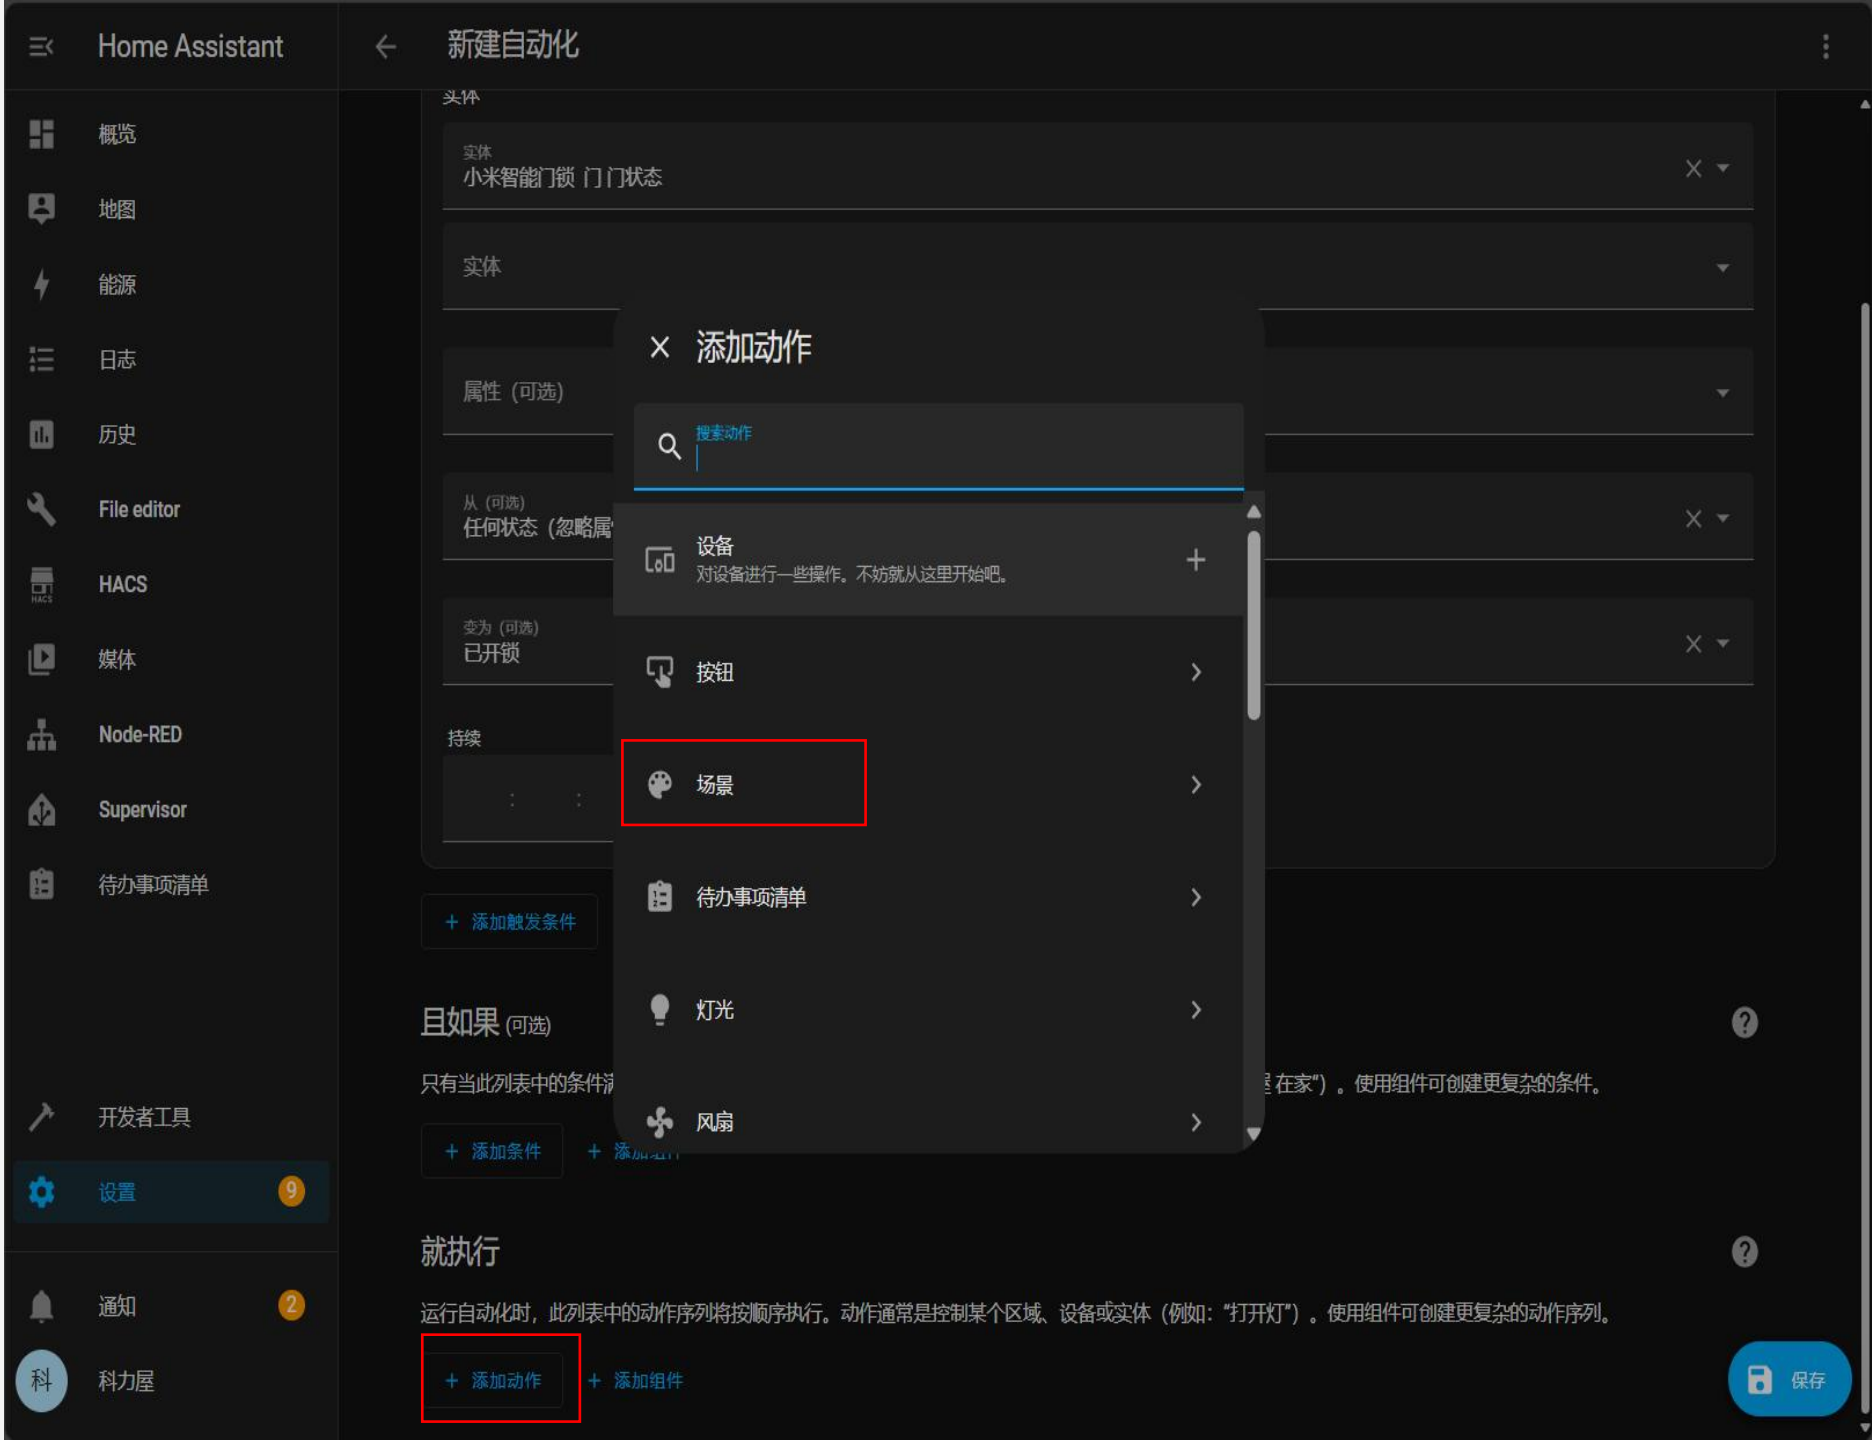 Home Assistant
新建自动化
概览
地图
能源
日志
历史
File editor
HACS
HACS
媒体
Node-RED
Supervisor
待办事项清单
开发者工具
设置
9
通知
2
科
科力屋
实体
实体
小米智能门锁 门 门状态
实体
属性 (可选)
从 (可选)
任何状态 (忽略属
变为 (可选)
已开锁
持续
: :
+ 添加触发条件
且如果 (可选)
只有当此列表中的条件满
在家") 。使用组件可创建更复杂的条件。
+ 添加条件
+ 添加组件
就执行
运行自动化时，此列表中的动作序列将按顺序执行。动作通常是控制某个区域、设备或实体 (例如："打开灯") 。使用组件可创建更复杂的动作序列。
+ 添加动作
+ 添加组件
保存
添加动作
搜索动作
设备
对设备进行一些操作。不妨就从这里开始吧。
按钮
场景
待办事项清单
灯光
风扇